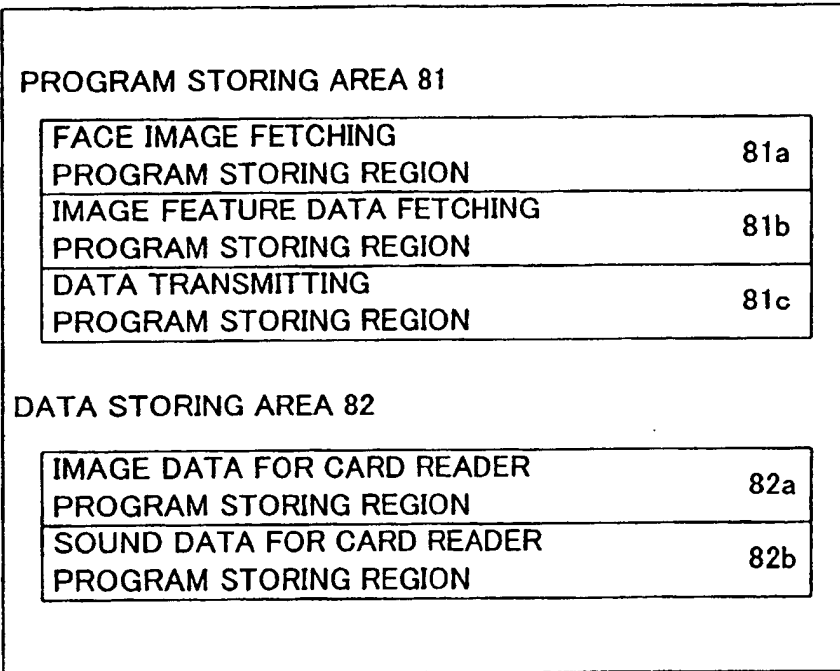 PROGRAM STORING AREA 81
FACE IMAGE FETCHING
PROGRAM STORING REGION 81a
IMAGE FEATURE DATA FETCHING
PROGRAM STORING REGION 81b
DATA TRANSMITTING
PROGRAM STORING REGION 81c
DATA STORING AREA 82
IMAGE DATA FOR CARD READER
PROGRAM STORING REGION 82a
SOUND DATA FOR CARD READER
PROGRAM STORING REGION 82b